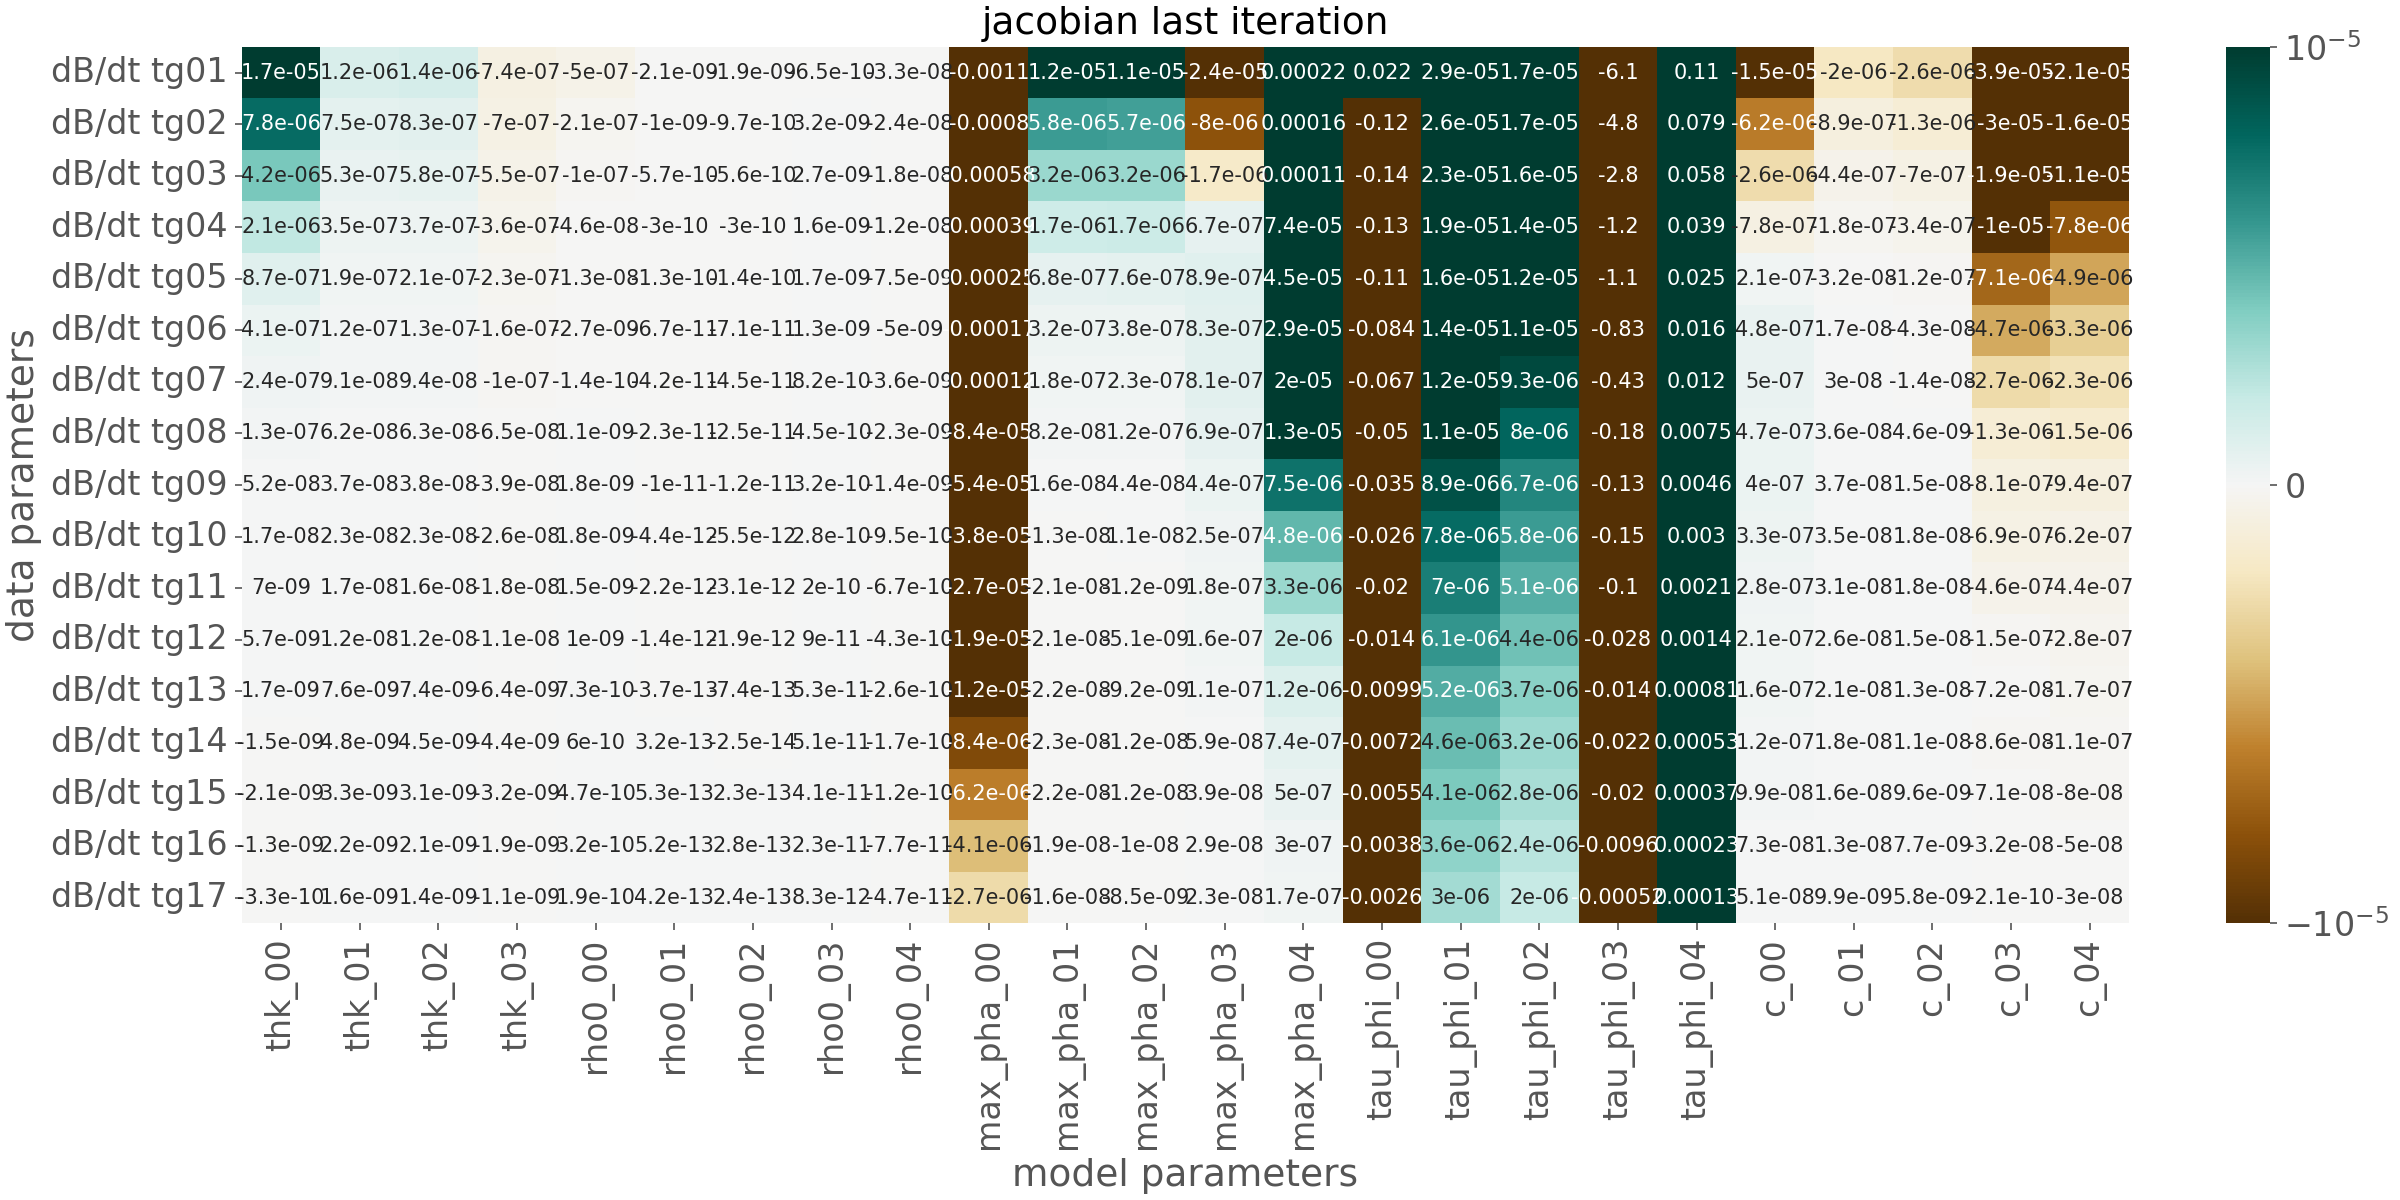 jacobian last iteration
dB/dt tg01 1.7e-05 1.2e-06 1.4e-06 -7.4e-07 -5e-07 -2.1e-09 -1.9e-09 -6.5e-10 -3.3e-08 -0.0011 1.2e-05 1.1e-05 -2.4e-05 0.00022 0.022 2.9e-05 1.7e-05 -6.1 0.11 -1.5e-05 -2e-06 -2.6e-06 -3.9e-05 -2.1e-05
dB/dt tg02 7.8e-06 7.5e-07 8.3e-07 -7e-07 -2.1e-07 -1e-09 -9.7e-10 3.2e-09 -2.4e-08 -0.0008 5.8e-06 5.7e-06 -8e-06 0.00016 -0.12 2.6e-05 1.7e-05 -4.8 0.079 -6.2e-06 -8.9e-07 -1.3e-06 -3e-05 -1.6e-05
dB/dt tg03 4.2e-06 5.3e-07 5.8e-07 -5.5e-07 -1e-07 -5.7e-10 -5.6e-10 2.7e-09 -1.8e-08 -0.00058 3.2e-06 3.2e-06 -1.7e-06 0.00011 -0.14 2.3e-05 1.6e-05 -2.8 0.058 -2.6e-06 -4.4e-07 -7e-07 -1.9e-05 -1.1e-05
dB/dt tg04 2.1e-06 3.5e-07 3.7e-07 -3.6e-07 -4.6e-08 -3e-10 -3e-10 1.6e-09 -1.2e-08 -0.00039 1.7e-06 1.7e-06 6.7e-07 7.4e-05 -0.13 1.9e-05 1.4e-05 -1.2 0.039 -7.8e-07 -1.8e-07 -3.4e-07 -1e-05 -7.8e-06
dB/dt tg05 8.7e-07 1.9e-07 2.1e-07 -2.3e-07 -1.3e-08 -1.3e-10 -1.4e-10 1.7e-09 -7.5e-09 -0.00025 6.8e-07 7.6e-07 8.9e-07 4.5e-05 -0.11 1.6e-05 1.2e-05 -1.1 0.025 2.1e-07 -3.2e-08 -1.2e-07 -7.1e-06 -4.9e-06
dB/dt tg06 4.1e-07 1.2e-07 1.3e-07 -1.6e-07 -2.7e-09 -6.7e-11 -7.1e-11 1.3e-09 -5e-09 -0.00017 3.2e-07 3.8e-07 8.3e-07 2.9e-05 -0.084 1.4e-05 1.1e-05 -0.83 0.016 4.8e-07 1.7e-08 -4.3e-08 -4.7e-06 -3.3e-06
dB/dt tg07 2.4e-07 9.1e-08 9.4e-08 -1e-07 -1.4e-10 -4.2e-11 -4.5e-11 8.2e-10 -3.6e-09 -0.00012 1.8e-07 2.3e-07 8.1e-07 2e-05 -0.067 1.2e-05 9.3e-06 -0.43 0.012 5e-07 3e-08 -1.4e-08 -2.7e-06 -2.3e-06
dB/dt tg08 1.3e-07 6.2e-08 6.3e-08 -6.5e-08 1.1e-09 -2.3e-11 -2.5e-11 4.5e-10 -2.3e-09 -8.4e-05 8.2e-08 1.2e-07 6.9e-07 1.3e-05 -0.05 1.1e-05 8e-06 -0.18 0.0075 4.7e-07 3.6e-08 4.6e-09 -1.3e-06 -1.5e-06
dB/dt tg09 5.2e-08 3.7e-08 3.8e-08 -3.9e-08 1.8e-09 -1e-11 -1.2e-11 3.2e-10 -1.4e-09 -5.4e-05 1.6e-08 4.4e-08 4.4e-07 7.5e-06 -0.035 8.9e-06 6.7e-06 -0.13 0.0046 4e-07 3.7e-08 1.5e-08 -8.1e-07 -9.4e-07
dB/dt tg10 1.7e-08 2.3e-08 2.3e-08 -2.6e-08 1.8e-09 -4.4e-12 -5.5e-12 2.8e-10 -9.5e-10 -3.8e-05 -1.3e-08 1.1e-08 2.5e-07 4.8e-06 -0.026 7.8e-06 5.8e-06 -0.15 0.003 3.3e-07 3.5e-08 1.8e-08 -6.9e-07 -6.2e-07
dB/dt tg11 7e-09 1.7e-08 1.6e-08 -1.8e-08 1.5e-09 -2.2e-12 -3.1e-12 2e-10 -6.7e-10 -2.7e-05 -2.1e-08 -1.2e-09 1.8e-07 3.3e-06 -0.02 7e-06 5.1e-06 -0.1 0.0021 2.8e-07 3.1e-08 1.8e-08 -4.6e-07 -4.4e-07
dB/dt tg12 5.7e-09 1.2e-08 1.2e-08 -1.1e-08 1e-09 -1.4e-12 -1.9e-12 9e-11 -4.3e-10 -1.9e-05 -2.1e-08 -5.1e-09 1.6e-07 2e-06 -0.014 6.1e-06 4.4e-06 -0.028 0.0014 2.1e-07 2.6e-08 1.5e-08 -1.5e-07 -2.8e-07
dB/dt tg13 1.7e-09 7.6e-09 7.4e-09 -6.4e-09 7.3e-10 -3.7e-13 -7.4e-13 5.3e-11 -2.6e-10 -1.2e-05 -2.2e-08 -9.2e-09 1.1e-07 1.2e-06 -0.0099 5.2e-06 3.7e-06 -0.014 0.00081 1.6e-07 2.1e-08 1.3e-08 -7.2e-08 -1.7e-07
dB/dt tg14 -1.5e-09 4.8e-09 4.5e-09 -4.4e-09 6e-10 3.2e-13 -2.5e-14 5.1e-11 -1.7e-10 -8.4e-06 -2.3e-08 -1.2e-08 5.9e-08 7.4e-07 -0.0072 4.6e-06 3.2e-06 -0.022 0.00053 1.2e-07 1.8e-08 1.1e-08 -8.6e-08 -1.1e-07
dB/dt tg15 -2.1e-09 3.3e-09 3.1e-09 -3.2e-09 4.7e-10 5.3e-13 2.3e-13 4.1e-11 -1.2e-10 -6.2e-06 -2.2e-08 -1.2e-08 3.9e-08 5e-07 -0.0055 4.1e-06 2.8e-06 -0.02 0.00037 9.9e-08 1.6e-08 9.6e-09 -7.1e-08 -8e-08
dB/dt tg16 -1.3e-09 2.2e-09 2.1e-09 -1.9e-09 3.2e-10 5.2e-13 2.8e-13 2.3e-11 -7.7e-11 -4.1e-06 -1.9e-08 -1e-08 2.9e-08 3e-07 -0.0038 3.6e-06 2.4e-06 -0.0096 0.00023 7.3e-08 1.3e-08 7.7e-09 -3.2e-08 -5e-08
dB/dt tg17 -3.3e-10 1.6e-09 1.4e-09 -1.1e-09 1.9e-10 4.2e-13 2.4e-13 8.3e-12 -4.7e-11 -2.7e-06 -1.6e-08 -8.5e-09 2.3e-08 1.7e-07 -0.0026 3e-06 2e-06 -0.00052 0.00013 5.1e-08 9.9e-09 5.8e-09 -2.1e-10 -3e-08
thk_00 thk_01 thk_02 thk_03 rho0_00 rho0_01 rho0_02 rho0_03 rho0_04 max_pha_00 max_pha_01 max_pha_02 max_pha_03 max_pha_04 tau_phi_00 tau_phi_01 tau_phi_02 tau_phi_03 tau_phi_04 c_00 c_01 c_02 c_03 c_04
model parameters
data parameters
10⁻⁵
0
−10⁻⁵